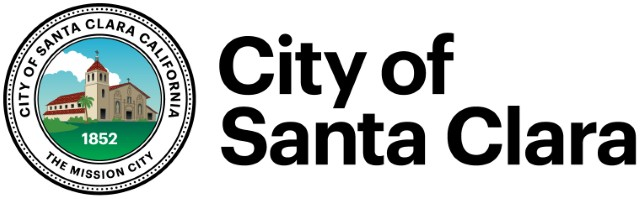 CITY OF SANTA CLARA CALIFORNIA
1852
THE MISSION CITY
City of
Santa Clara